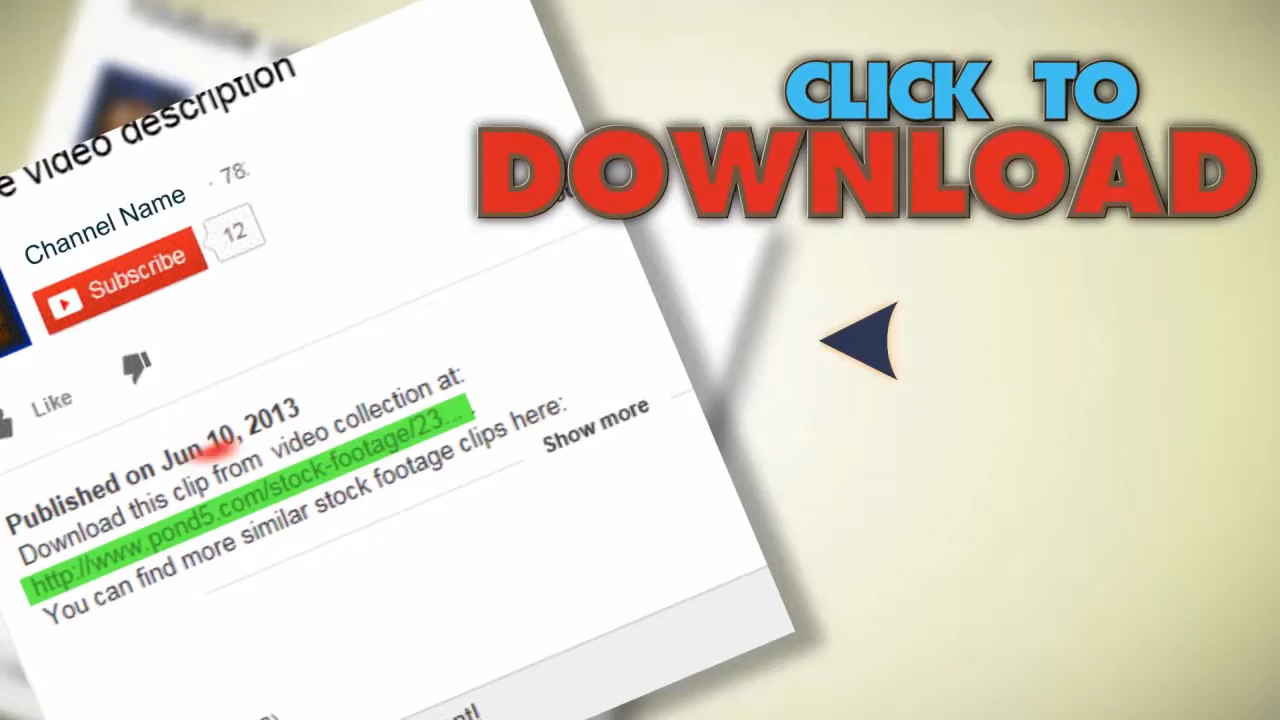 CLICK TO
DOWNLOAD
video description
Channel Name
78
Subscribe
12
Like
Published on Jun 10, 2013
Download this clip from video collection at:
http://www.pond5.com/stock-footage/23...
You can find more similar stock footage clips here:
Show more